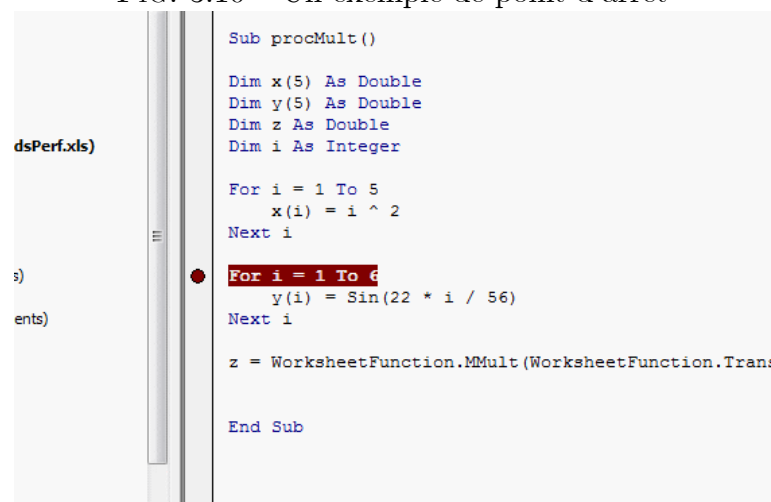 Sub procMult()
Dim x(5) As Double
Dim y(5) As Double
Dim z As Double
dsPerf.xls)
Dim i As Integer
For i = 1 To 5
x(i) = i ^ 2
Next i
s)
For i = 1 To 6
y(i) = Sin(22 * i / 56)
ents)
Next i
z = WorksheetFunction.MMult(WorksheetFunction.Trans
End Sub